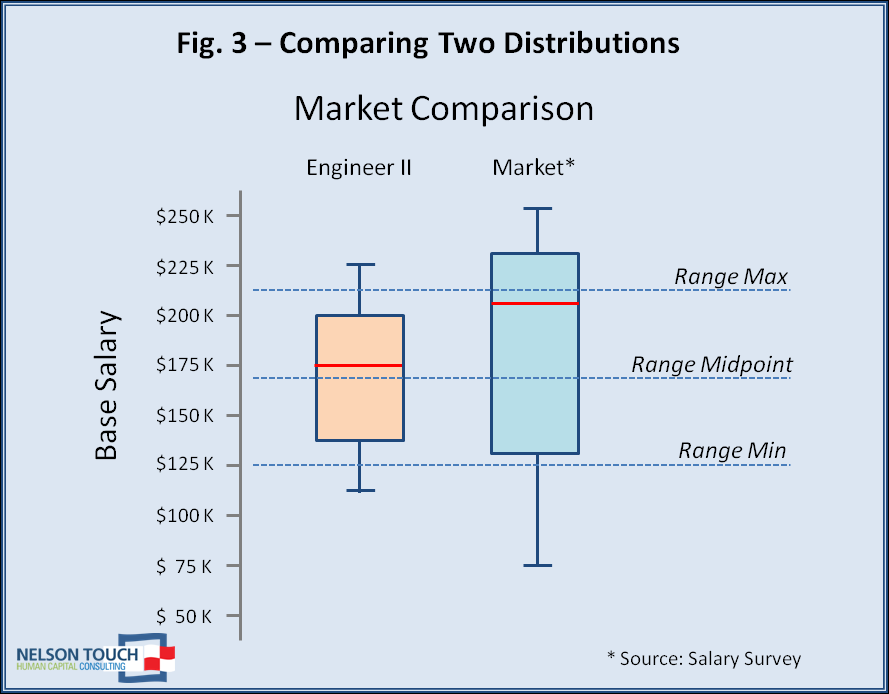 Fig. 3 – Comparing Two Distributions
Market Comparison
Engineer II
Market*
Base Salary
$250 K
$225 K
$200 K
$175 K
$150 K
$125 K
$100 K
$ 75 K
$ 50 K
Range Max
Range Midpoint
Range Min
NELSON TOUCH
HUMAN CAPITAL CONSULTING
* Source: Salary Survey